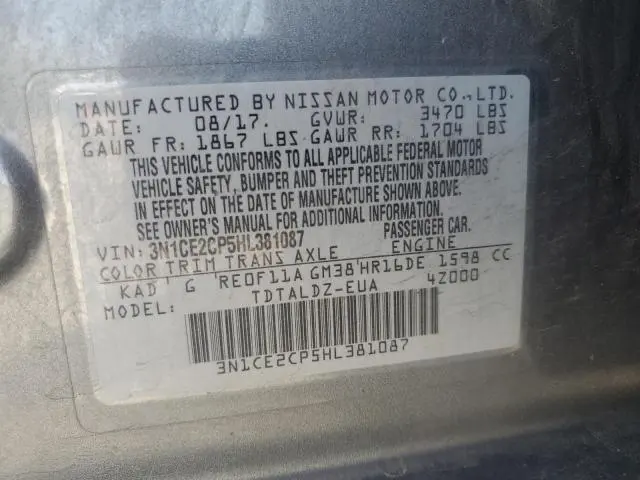 MANUFACTURED BY NISSAN MOTOR CO.,LTD.
DATE: 08/17. GVWR: 3470 LBS
GAWR FR: 1867 LBS GAWR RR: 1704 LBS
THIS VEHICLE CONFORMS TO ALL APPLICABLE FEDERAL MOTOR
VEHICLE SAFETY, BUMPER AND THEFT PREVENTION STANDARDS
IN EFFECT ON THE DATE OF MANUFACTURE SHOWN ABOVE.
SEE OWNER'S MANUAL FOR ADDITIONAL INFORMATION.
VIN: 3N1CE2CP5HL381087 PASSENGER CAR.
COLOR TRIM TRANS AXLE ENGINE
KAD G RE0F11A GM38 HR16DE 1598 CC
MODEL: TDTALDZ-EUA 4Z000
3N1CE2CP5HL381087